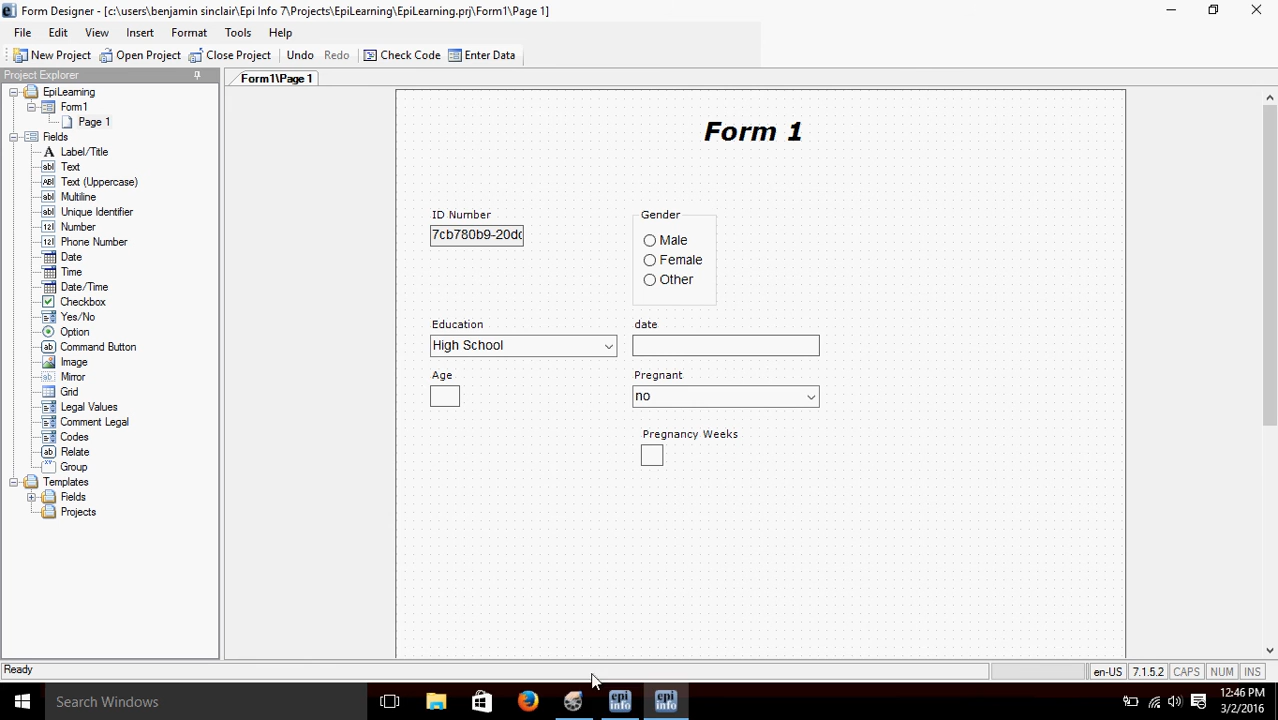 Form Designer - [c:\users\benjamin sinclair\Epi Info 7\Projects\EpiLearning\EpiLearning.prj\Form1\Page 1]
File Edit View Insert Format Tools Help
New Project Open Project Close Project Undo Redo Check Code Enter Data
Project Explorer
EpiLearning
Form1
Page 1
Fields
Label/Title
Text
Text (Uppercase)
Multiline
Unique Identifier
Number
Phone Number
Date
Time
Date/Time
Checkbox
Yes/No
Option
Command Button
Image
Mirror
Grid
Legal Values
Comment Legal
Codes
Relate
Group
Templates
Fields
Projects
Form1\Page 1
Form 1
ID Number
7cb780b9-20dc
Gender
Male
Female
Other
Education
High School
date
Age
Pregnant
no
Pregnancy Weeks
Ready
en-US 7.1.5.2 CAPS NUM INS
Search Windows
epi info
epi info
12:46 PM
3/2/2016